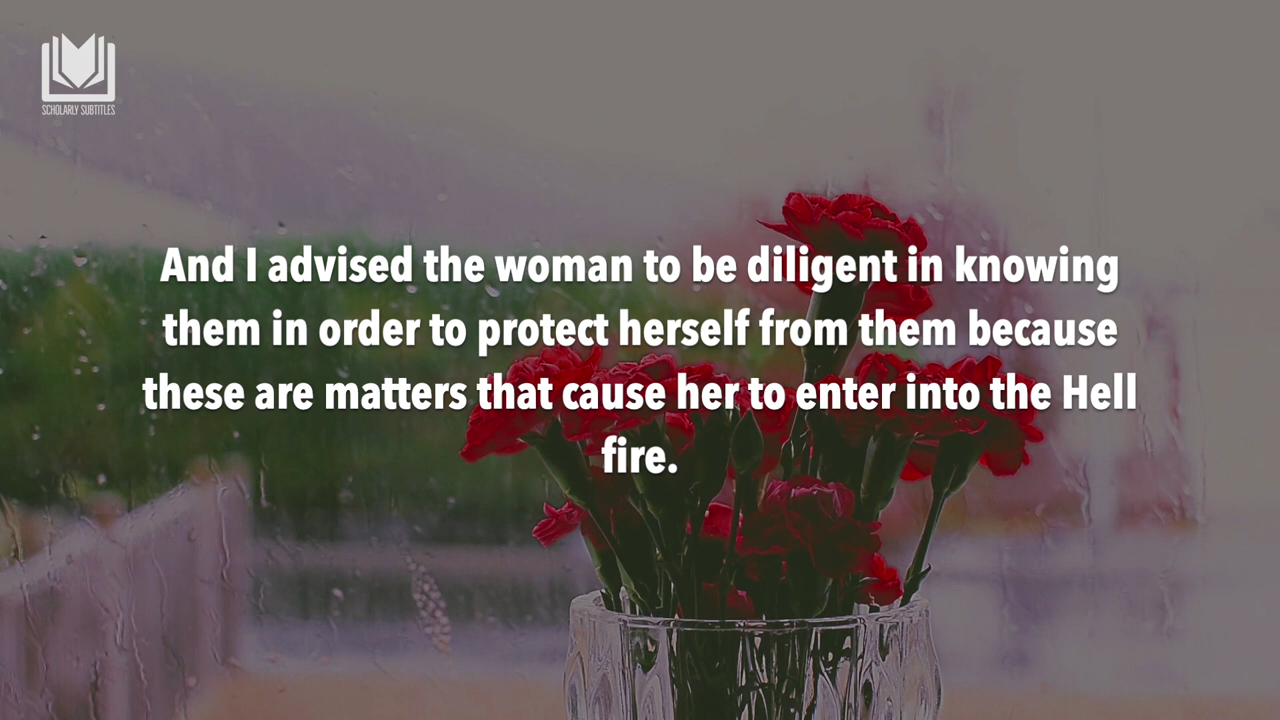 SCHOLARLY SUBTITLES
And I advised the woman to be diligent in knowing
them in order to protect herself from them because
these are matters that cause her to enter into the Hell
fire.